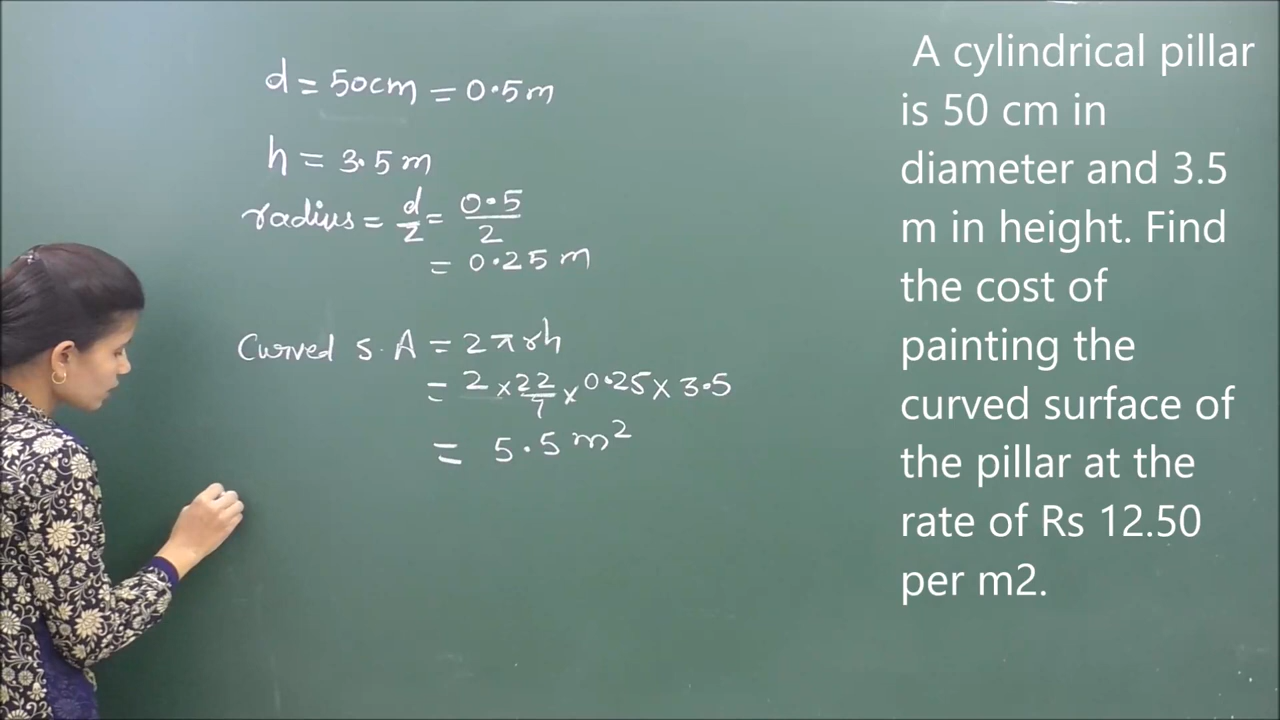 d = 50cm = 0.5m
h = 3.5 m
radius = d/2 = 0.5/2
= 0.25 m
Curved S.A = 2πrh
= 2 × 22/7 × 0.25 × 3.5
= 5.5 m²
A cylindrical pillar
is 50 cm in
diameter and 3.5
m in height. Find
the cost of
painting the
curved surface of
the pillar at the
rate of Rs 12.50
per m2.